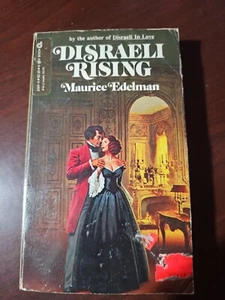 by the author of Disraeli In Love
DISRAELI
RISING
Maurice Edelman